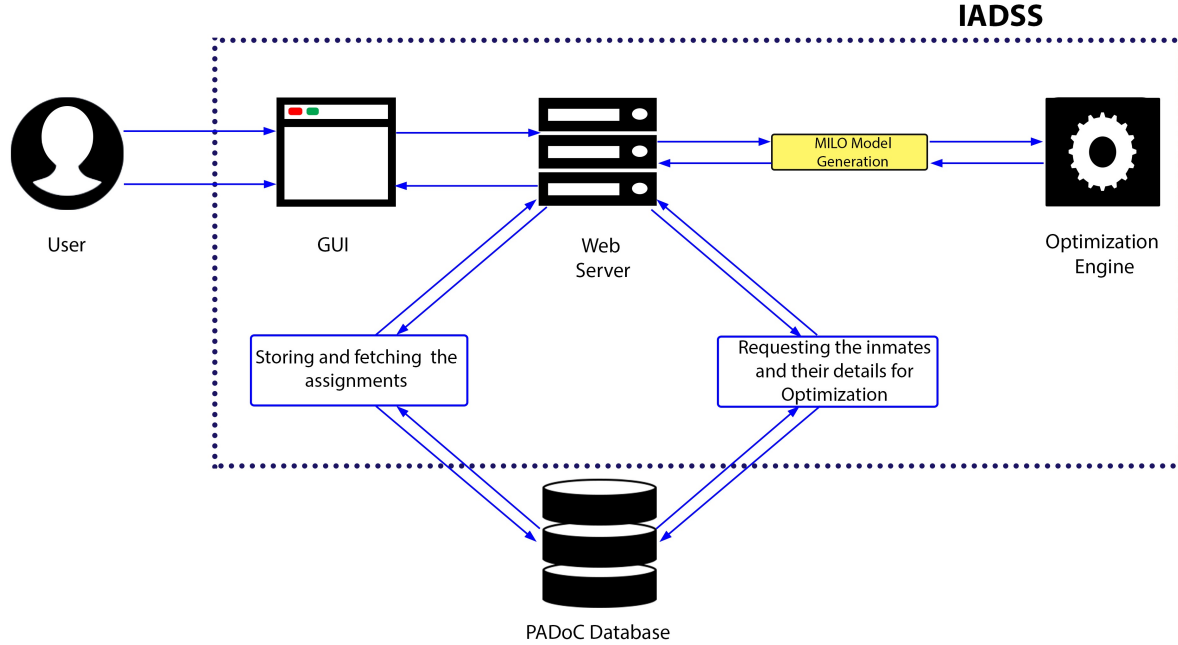 IADSS
MILO Model
Generation
User
GUI
Web
Server
Optimization
Engine
Storing and fetching the
assignments
Requesting the inmates
and their details for
Optimization
PADoC Database